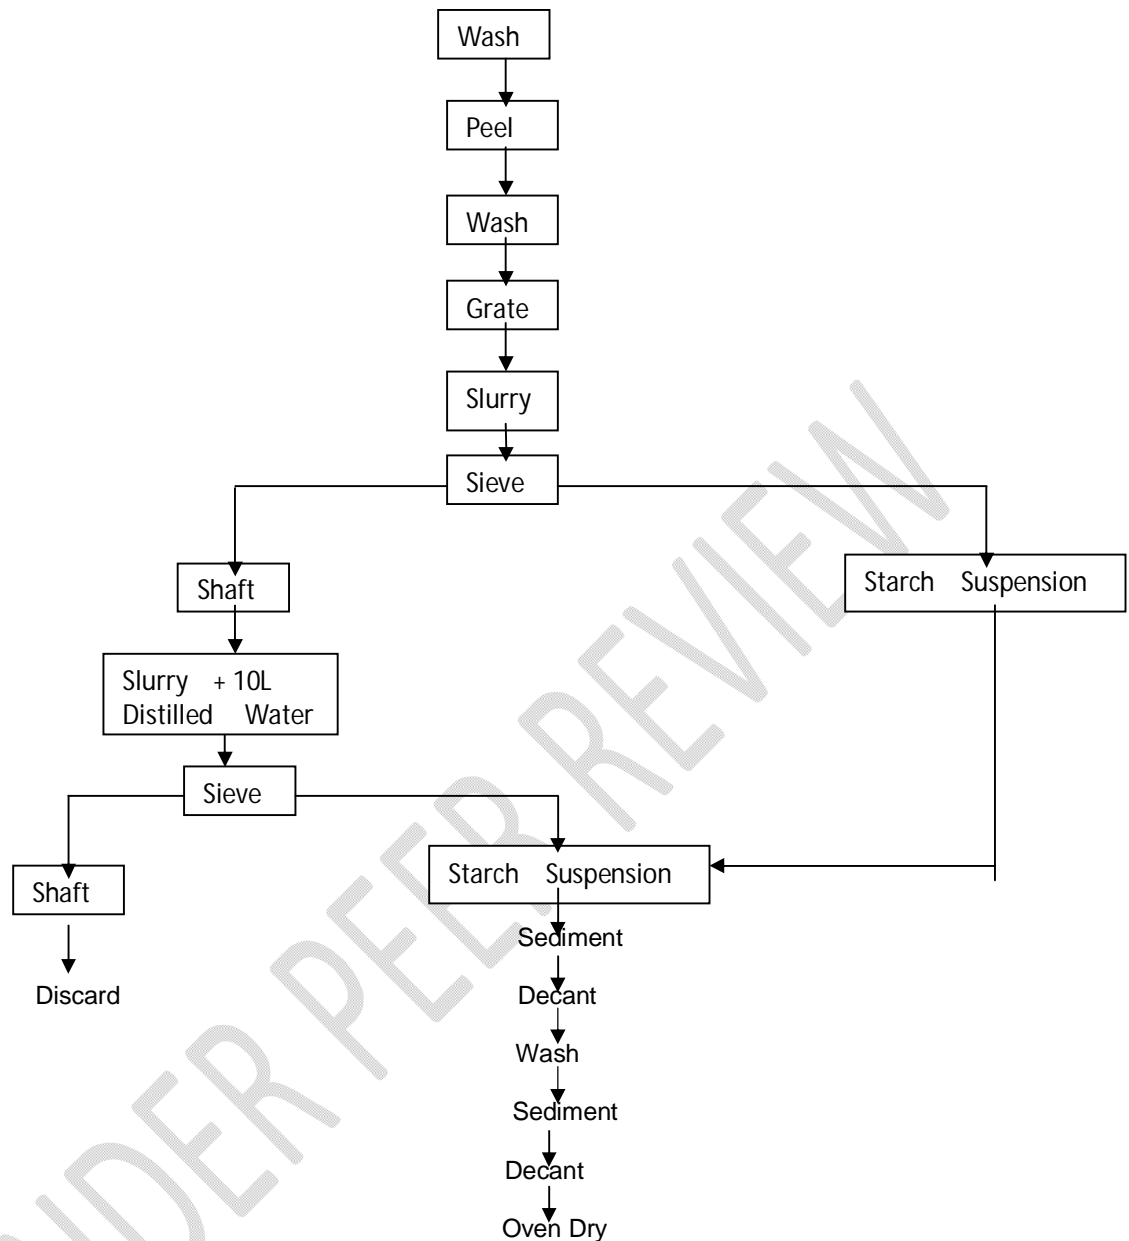 Wash
Peel
Wash
Grate
Slurry
Sieve
Shaft
Starch Suspension
Slurry + 10L
Distilled Water
Sieve
Shaft
Starch Suspension
Sediment
Discard
Decant
Wash
Sediment
Decant
Oven Dry
NDER PEER REVIEW